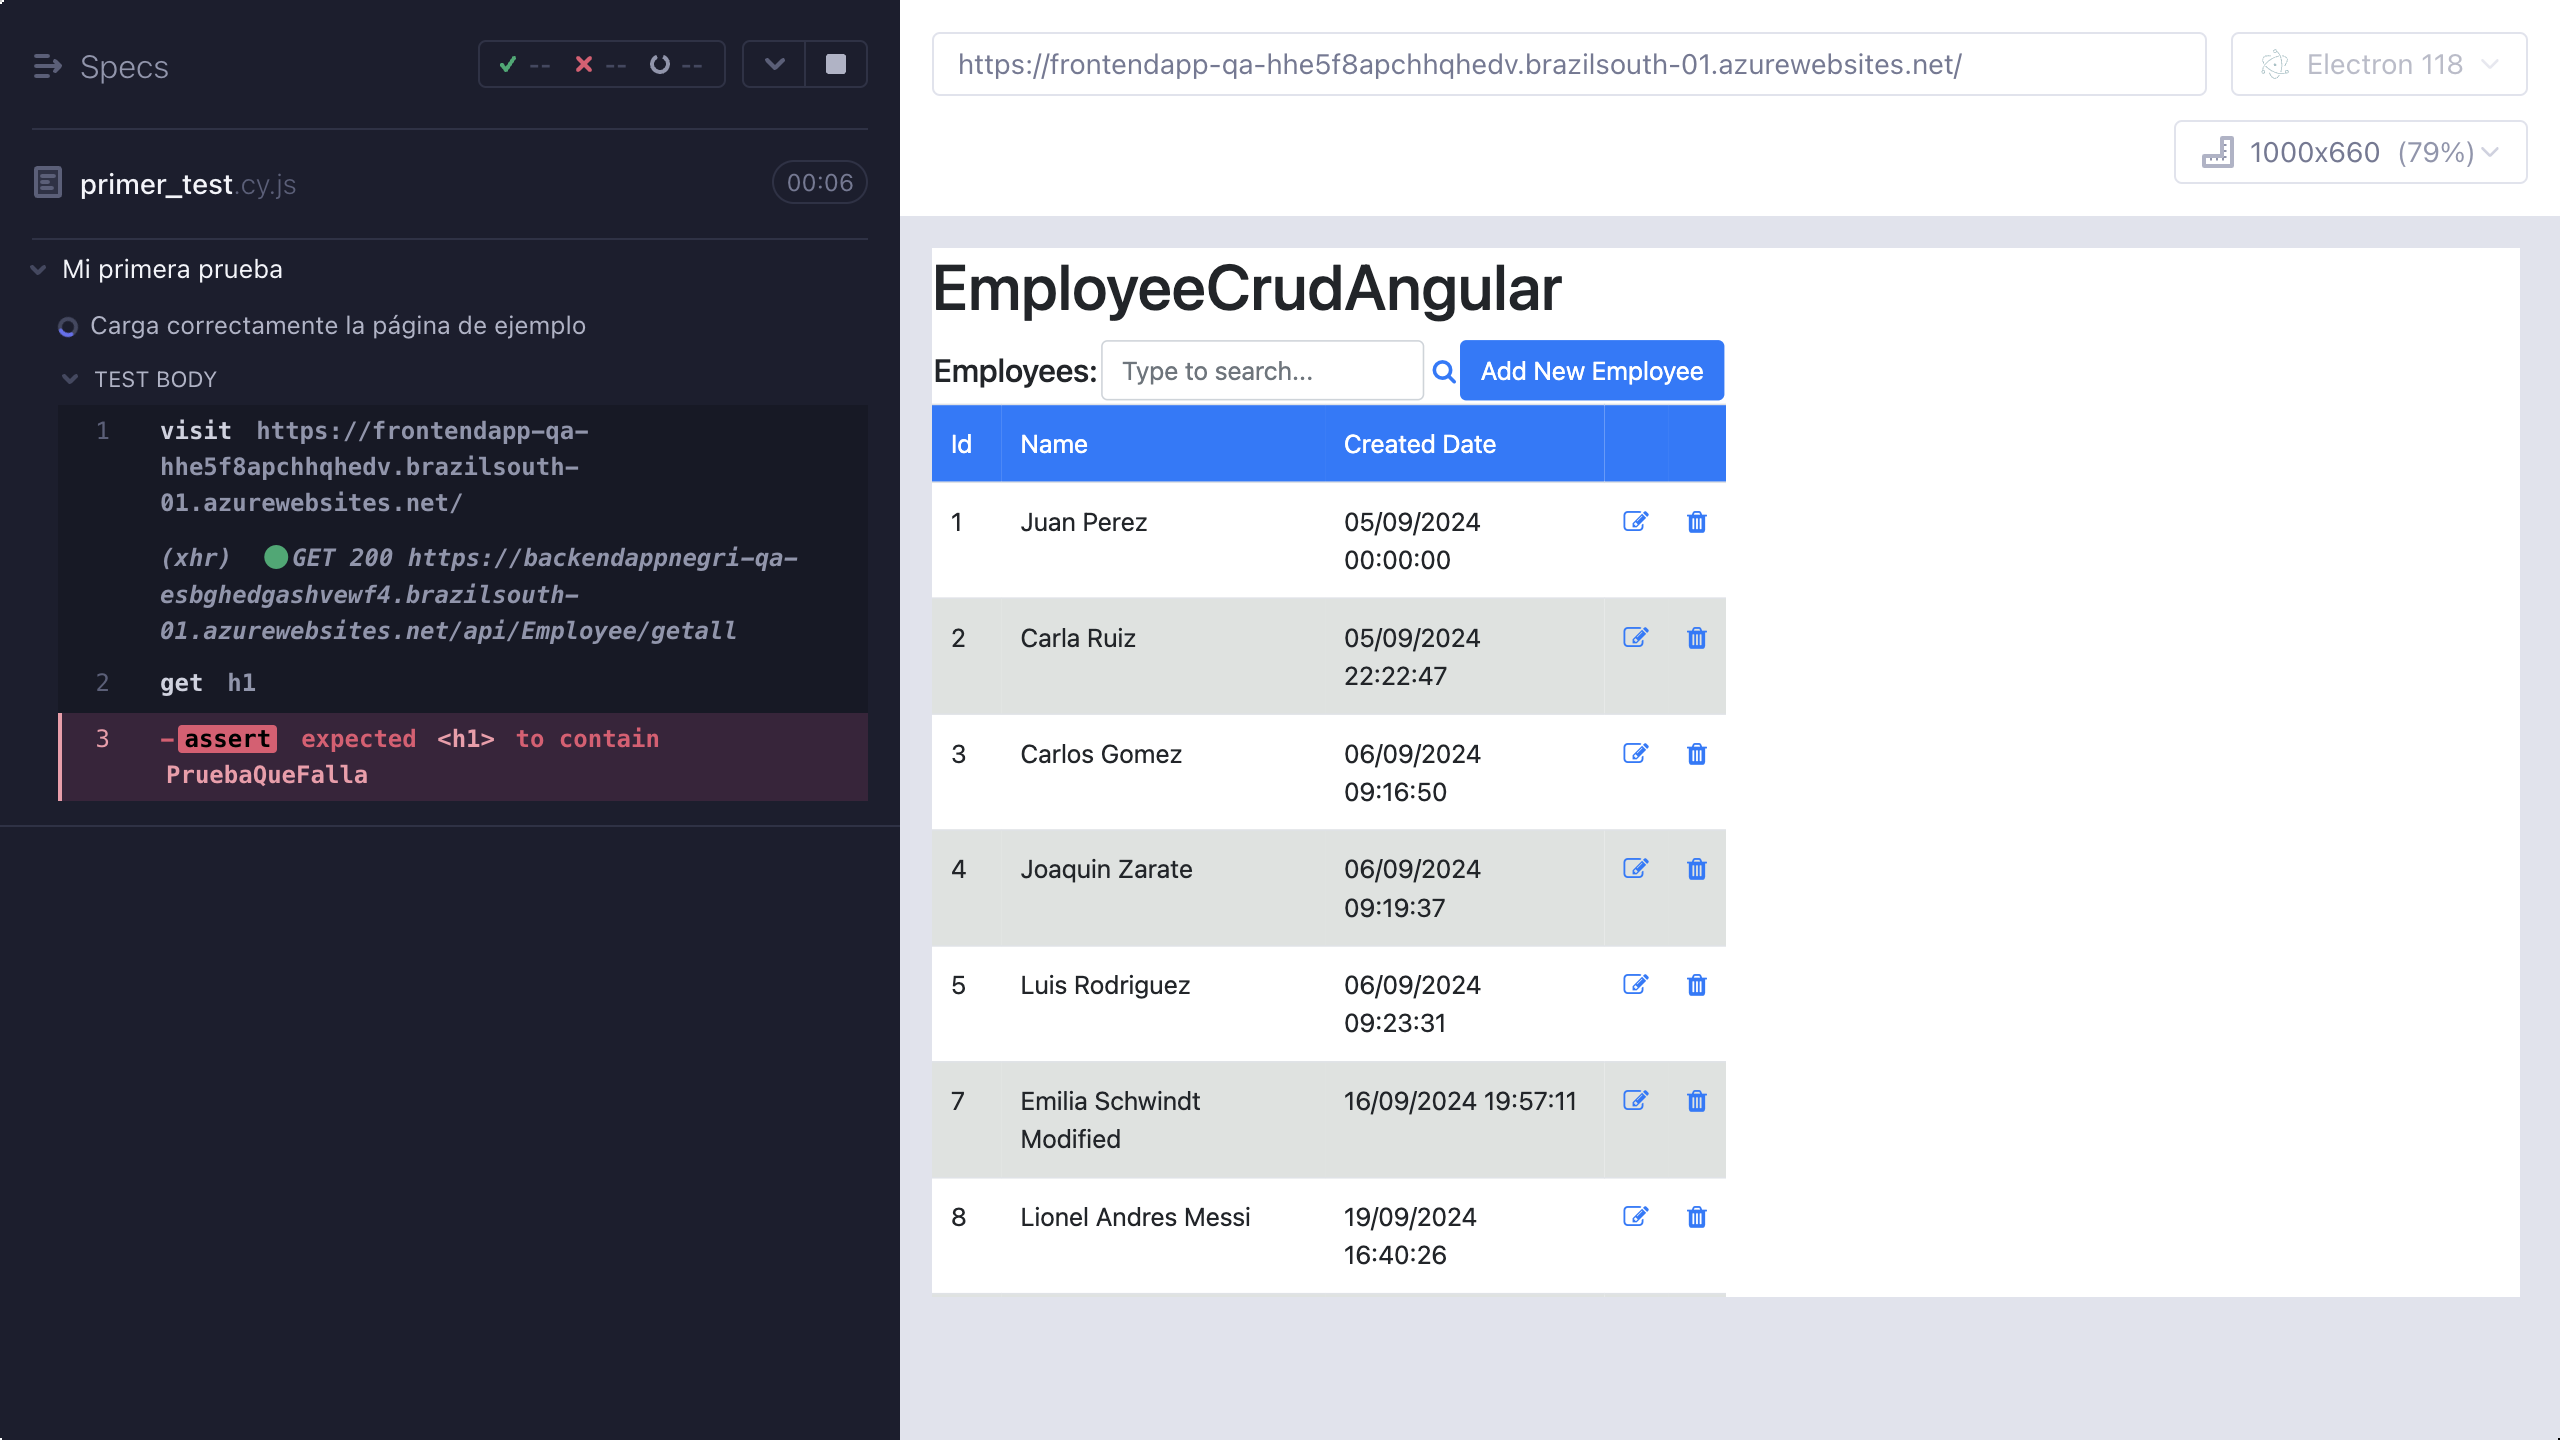 Specs
-- -- --
primer_test.cy.js
00:06
Mi primera prueba
Carga correctamente la página de ejemplo
TEST BODY
1 visit https://frontendapp-qa-
hhe5f8apchhqhedv.brazilsouth-
01.azurewebsites.net/
(xhr) GET 200 https://backendappnegri-qa-
esbghedgashvewf4.brazilsouth-
01.azurewebsites.net/api/Employee/getall
2 get h1
3 -assert expected <h1> to contain
PruebaQueFalla
https://frontendapp-qa-hhe5f8apchhqhedv.brazilsouth-01.azurewebsites.net/
Electron 118
1000x660 (79%)
EmployeeCrudAngular
Employees: Type to search... Add New Employee
Id Name Created Date
1 Juan Perez 05/09/2024
00:00:00
2 Carla Ruiz 05/09/2024
22:22:47
3 Carlos Gomez 06/09/2024
09:16:50
4 Joaquin Zarate 06/09/2024
09:19:37
5 Luis Rodriguez 06/09/2024
09:23:31
7 Emilia Schwindt 16/09/2024 19:57:11
Modified
8 Lionel Andres Messi 19/09/2024
16:40:26